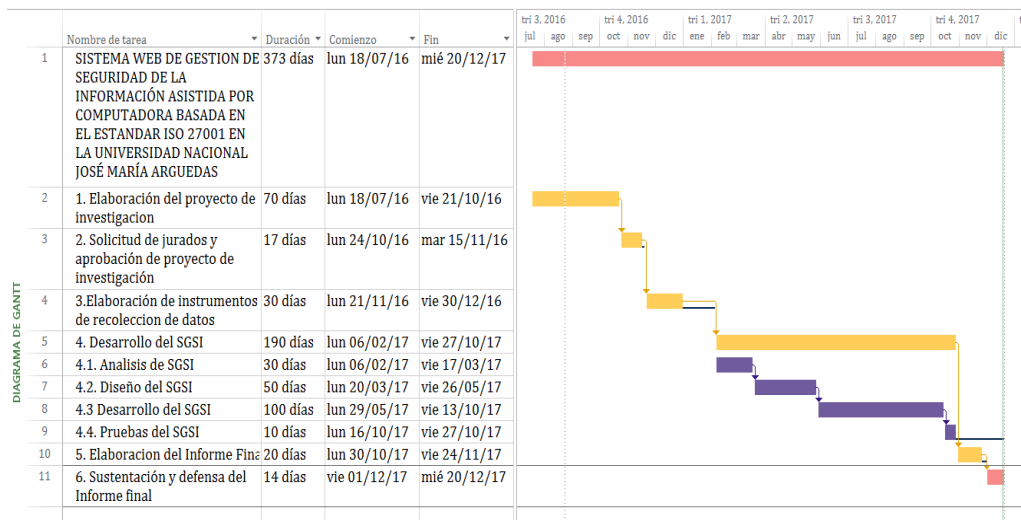 tri 3, 2016 tri 4, 2016 tri 1, 2017 tri 2, 2017 tri 3, 2017 tri 4, 2017
Nombre de tarea Duración Comienzo Fin jul ago sep oct nov dic ene feb mar abr may jun jul ago sep oct nov dic
1 SISTEMA WEB DE GESTION DE 373 días lun 18/07/16 mié 20/12/17
SEGURIDAD DE LA
INFORMACIÓN ASISTIDA POR
COMPUTADORA BASADA EN
EL ESTANDAR ISO 27001 EN
LA UNIVERSIDAD NACIONAL
JOSÉ MARÍA ARGUEDAS
2 1. Elaboración del proyecto de 70 días lun 18/07/16 vie 21/10/16
investigacion
3 2. Solicitud de jurados y 17 días lun 24/10/16 mar 15/11/16
aprobación de proyecto de
investigación
4 3.Elaboración de instrumentos 30 días lun 21/11/16 vie 30/12/16
de recoleccion de datos
5 4. Desarrollo del SGSI 190 días lun 06/02/17 vie 27/10/17
6 4.1. Analisis de SGSI 30 días lun 06/02/17 vie 17/03/17
7 4.2. Diseño del SGSI 50 días lun 20/03/17 vie 26/05/17
8 4.3 Desarrollo del SGSI 100 días lun 29/05/17 vie 13/10/17
9 4.4. Pruebas del SGSI 10 días lun 16/10/17 vie 27/10/17
10 5. Elaboracion del Informe Fina 20 días lun 30/10/17 vie 24/11/17
11 6. Sustentación y defensa del 14 días vie 01/12/17 mié 20/12/17
Informe final
DIAGRAMA DE GANTT